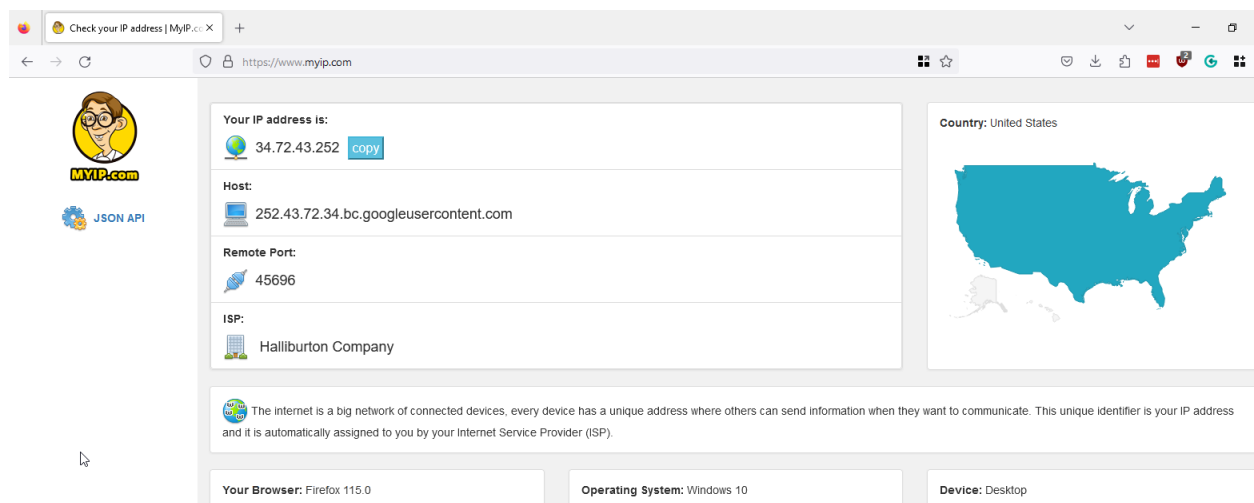 Check your IP address | MyIP.co
https://www.myip.com
2
MYIP.com
JSON API
Your IP address is:
34.72.43.252 copy
Host:
252.43.72.34.bc.googleusercontent.com
Remote Port:
45696
ISP:
Halliburton Company
Country: United States
The internet is a big network of connected devices, every device has a unique address where others can send information when they want to communicate. This unique identifier is your IP address
and it is automatically assigned to you by your Internet Service Provider (ISP).
Your Browser: Firefox 115.0
Operating System: Windows 10
Device: Desktop